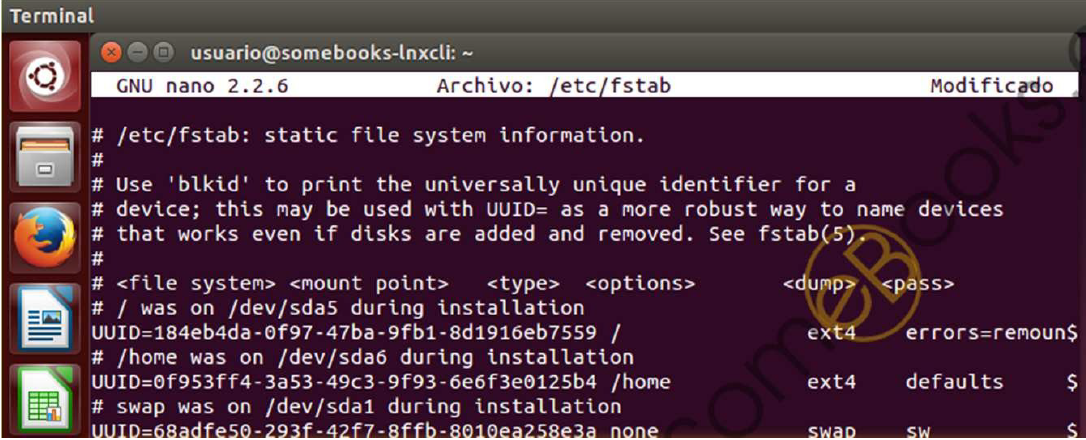 Terminal
usuario@somebooks-lnxcli: ~
GNU nano 2.2.6 Archivo: /etc/fstab Modificado
# /etc/fstab: static file system information.
#
# Use 'blkid' to print the universally unique identifier for a
# device; this may be used with UUID= as a more robust way to name devices
# that works even if disks are added and removed. See fstab(5).
#
# <file system> <mount point> <type> <options> <dump> <pass>
# / was on /dev/sda5 during installation
UUID=184eb4da-0f97-47ba-9fb1-8d1916eb7559 / ext4 errors=remoun$
# /home was on /dev/sda6 during installation
UUID=0f953ff4-3a53-49c3-9f93-6e6f3e0125b4 /home ext4 defaults $
# swap was on /dev/sda1 during installation
UUID=68adfe50-293f-42f7-8ffb-8010ea258e3a none swap sw $
someBooks.